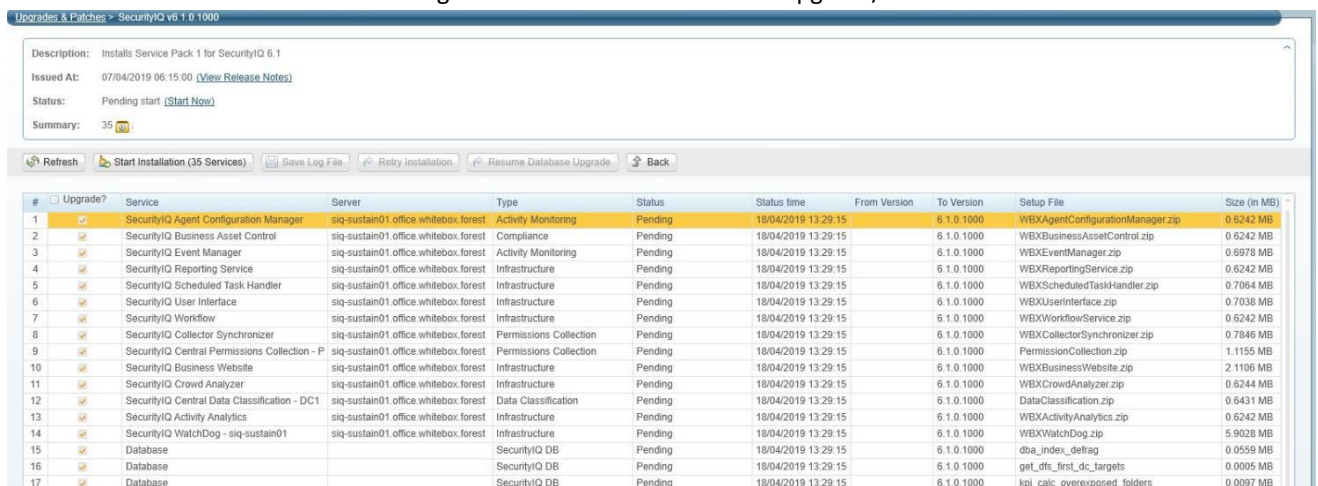 Upgrades & Patches > SecurityIQ v6.1.0.1000
Description: Installs Service Pack 1 for SecurityIQ 6.1
Issued At: 07/04/2019 06:15:00 (View Release Notes)
Status: Pending start (Start Now)
Summary: 35
Refresh Start Installation (35 Services) Save Log File Retry Installation Resume Database Upgrade Back
# Upgrade? Service Server Type Status Status time From Version To Version Setup File Size (in MB)
1 SecurityIQ Agent Configuration Manager siq-sustain01.office.whitebox.forest Activity Monitoring Pending 18/04/2019 13:29:15 6.1.0.1000 WBXAgentConfigurationManager.zip 0.6242 MB
2 SecurityIQ Business Asset Control siq-sustain01.office.whitebox.forest Compliance Pending 18/04/2019 13:29:15 6.1.0.1000 WBXBusinessAssetControl.zip 0.6242 MB
3 SecurityIQ Event Manager siq-sustain01.office.whitebox.forest Activity Monitoring Pending 18/04/2019 13:29:15 6.1.0.1000 WBXEventManager.zip 0.6978 MB
4 SecurityIQ Reporting Service siq-sustain01.office.whitebox.forest Infrastructure Pending 18/04/2019 13:29:15 6.1.0.1000 WBXReportingService.zip 0.6242 MB
5 SecurityIQ Scheduled Task Handler siq-sustain01.office.whitebox.forest Infrastructure Pending 18/04/2019 13:29:15 6.1.0.1000 WBXScheduledTaskHandler.zip 0.7064 MB
6 SecurityIQ User Interface siq-sustain01.office.whitebox.forest Infrastructure Pending 18/04/2019 13:29:15 6.1.0.1000 WBXUserInterface.zip 0.7038 MB
7 SecurityIQ Workflow siq-sustain01.office.whitebox.forest Infrastructure Pending 18/04/2019 13:29:15 6.1.0.1000 WBXWorkflowService.zip 0.6242 MB
8 SecurityIQ Collector Synchronizer siq-sustain01.office.whitebox.forest Permissions Collection Pending 18/04/2019 13:29:15 6.1.0.1000 WBXCollectorSynchronizer.zip 0.7846 MB
9 SecurityIQ Central Permissions Collection - P siq-sustain01.office.whitebox.forest Permissions Collection Pending 18/04/2019 13:29:15 6.1.0.1000 PermissionCollection.zip 1.1155 MB
10 SecurityIQ Business Website siq-sustain01.office.whitebox.forest Infrastructure Pending 18/04/2019 13:29:15 6.1.0.1000 WBXBusinessWebsite.zip 2.1106 MB
11 SecurityIQ Crowd Analyzer siq-sustain01.office.whitebox.forest Infrastructure Pending 18/04/2019 13:29:15 6.1.0.1000 WBXCrowdAnalyzer.zip 0.6244 MB
12 SecurityIQ Central Data Classification - DC1 siq-sustain01.office.whitebox.forest Data Classification Pending 18/04/2019 13:29:15 6.1.0.1000 DataClassification.zip 0.6431 MB
13 SecurityIQ Activity Analytics siq-sustain01.office.whitebox.forest Infrastructure Pending 18/04/2019 13:29:15 6.1.0.1000 WBXActivityAnalytics.zip 0.6242 MB
14 SecurityIQ WatchDog - siq-sustain01 siq-sustain01.office.whitebox.forest Infrastructure Pending 18/04/2019 13:29:15 6.1.0.1000 WBXWatchDog.zip 5.9028 MB
15 Database SecurityIQ DB Pending 18/04/2019 13:29:15 6.1.0.1000 dba_index_defrag 0.0559 MB
16 Database SecurityIQ DB Pending 18/04/2019 13:29:15 6.1.0.1000 get_dfs_first_dc_targets 0.0005 MB
17 Database SecurityIQ DB Pending 18/04/2019 13:29:15 6.1.0.1000 kpi_calc_overexposed_folders 0.0097 MB